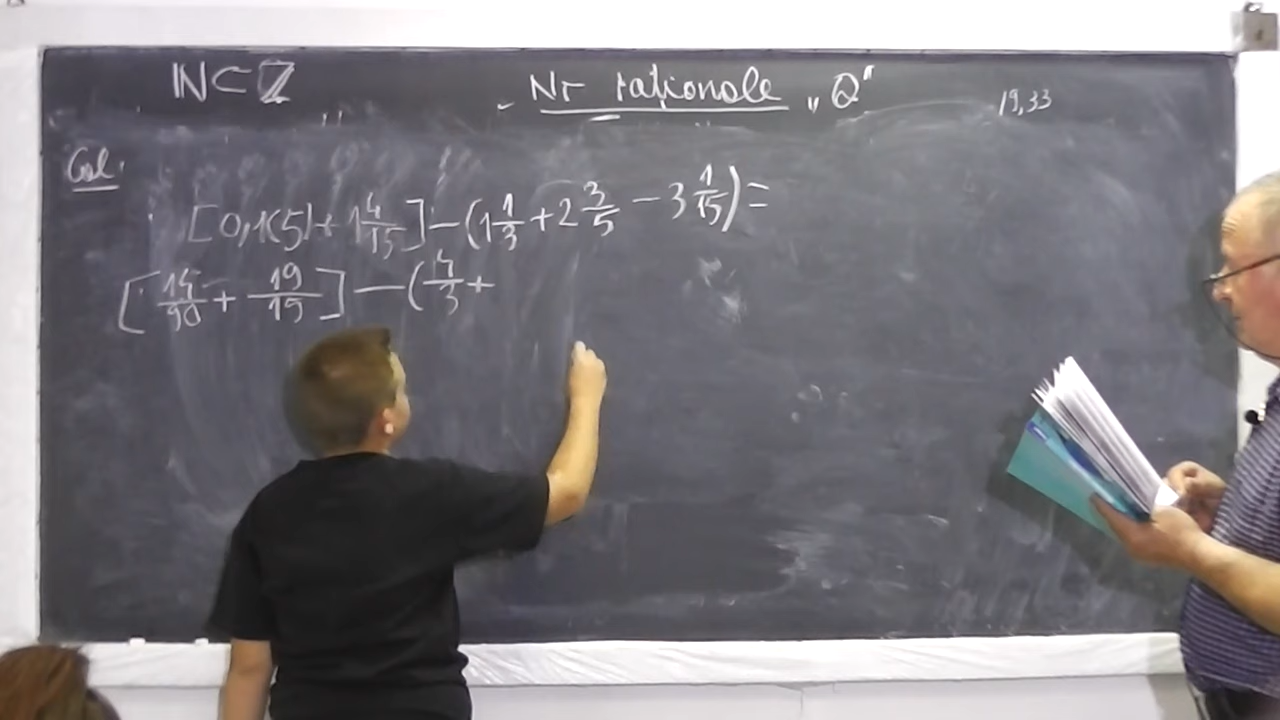 ℕ⊂ℤ
Nr raționale „Q"
19,33
Cal.
[0,1(5)+1 4/15]-(1 1/3+2 3/5-3 1/15)=
[14/90+19/15]-(4/3+